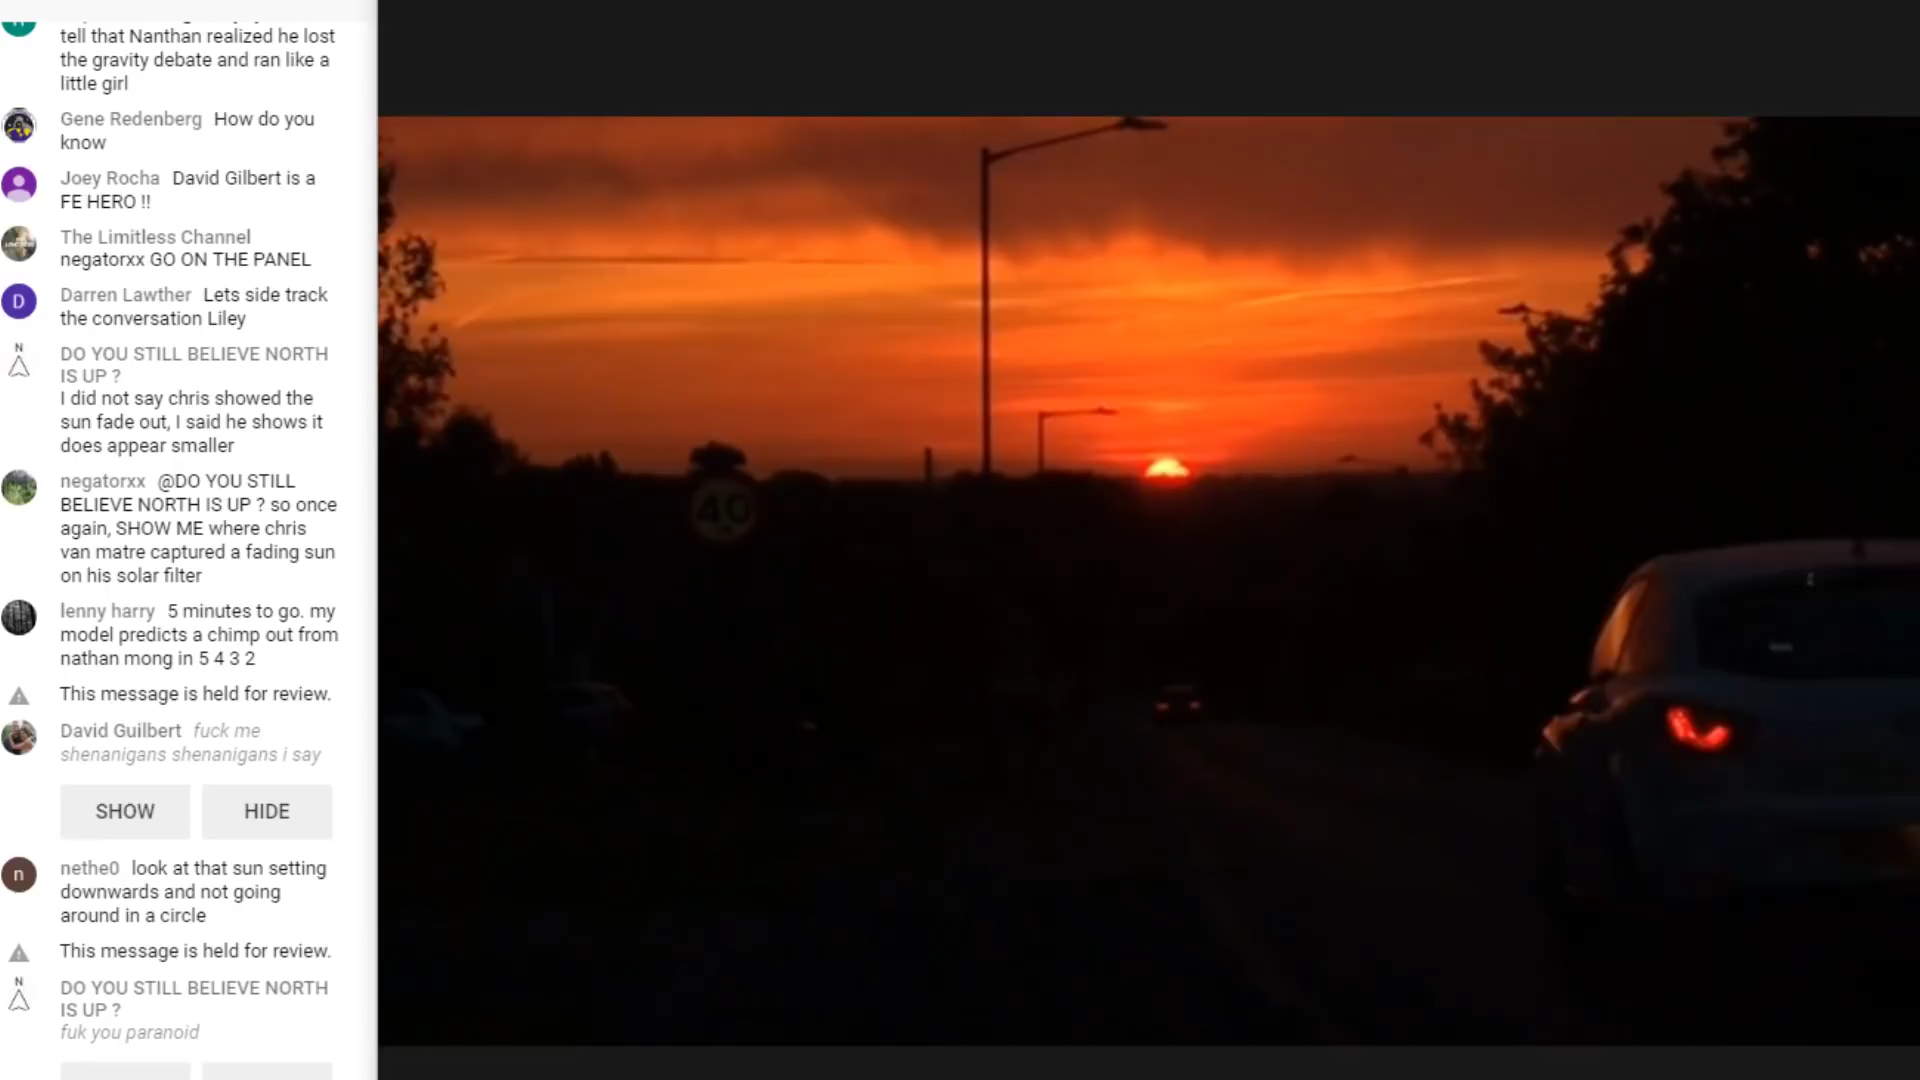 tell that Nanthan realized he lost
the gravity debate and ran like a
little girl
Gene Redenberg How do you
know
Joey Rocha David Gilbert is a
FE HERO !!
The Limitless Channel
negatorxx GO ON THE PANEL
D
Darren Lawther Lets side track
the conversation Liley
N
DO YOU STILL BELIEVE NORTH
IS UP ?
I did not say chris showed the
sun fade out, I said he shows it
does appear smaller
negatorxx @DO YOU STILL
BELIEVE NORTH IS UP ? so once
again, SHOW ME where chris
van matre captured a fading sun
on his solar filter
lenny harry 5 minutes to go. my
model predicts a chimp out from
nathan mong in 5 4 3 2
This message is held for review.
David Guilbert fuck me
shenanigans shenanigans i say
SHOW HIDE
n
nethe0 look at that sun setting
downwards and not going
around in a circle
This message is held for review.
N
DO YOU STILL BELIEVE NORTH
IS UP ?
fuk you paranoid
40